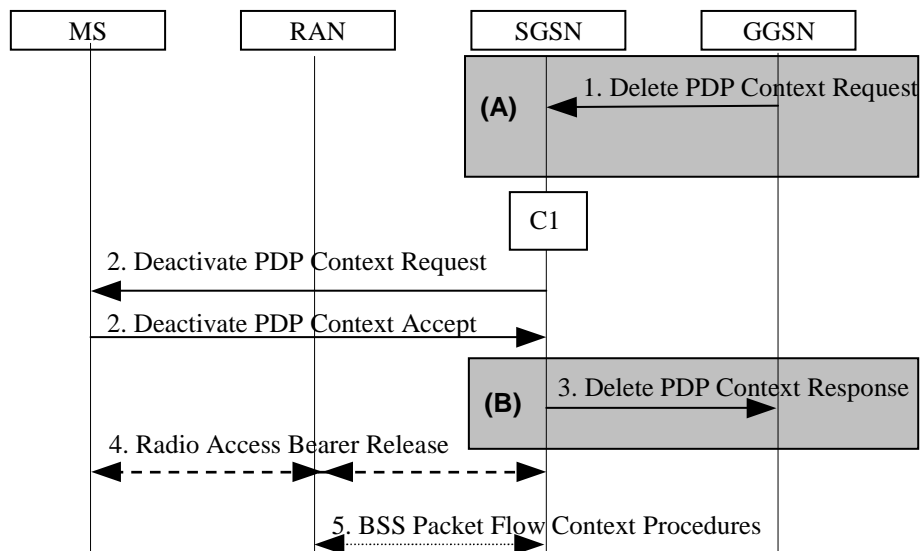 MS
RAN
SGSN
GGSN
1. Delete PDP Context Request
(A)
C1
2. Deactivate PDP Context Request
2. Deactivate PDP Context Accept
3. Delete PDP Context Response
(B)
4. Radio Access Bearer Release
5. BSS Packet Flow Context Procedures